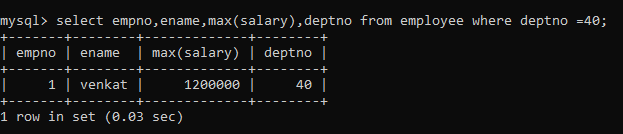 mysql> select empno,ename,max(salary),deptno from employee where deptno =40;
+-------+--------+-------------+--------+
| empno | ename  | max(salary) | deptno |
+-------+--------+-------------+--------+
|     1 | venkat |     1200000 |     40 |
+-------+--------+-------------+--------+
1 row in set (0.03 sec)